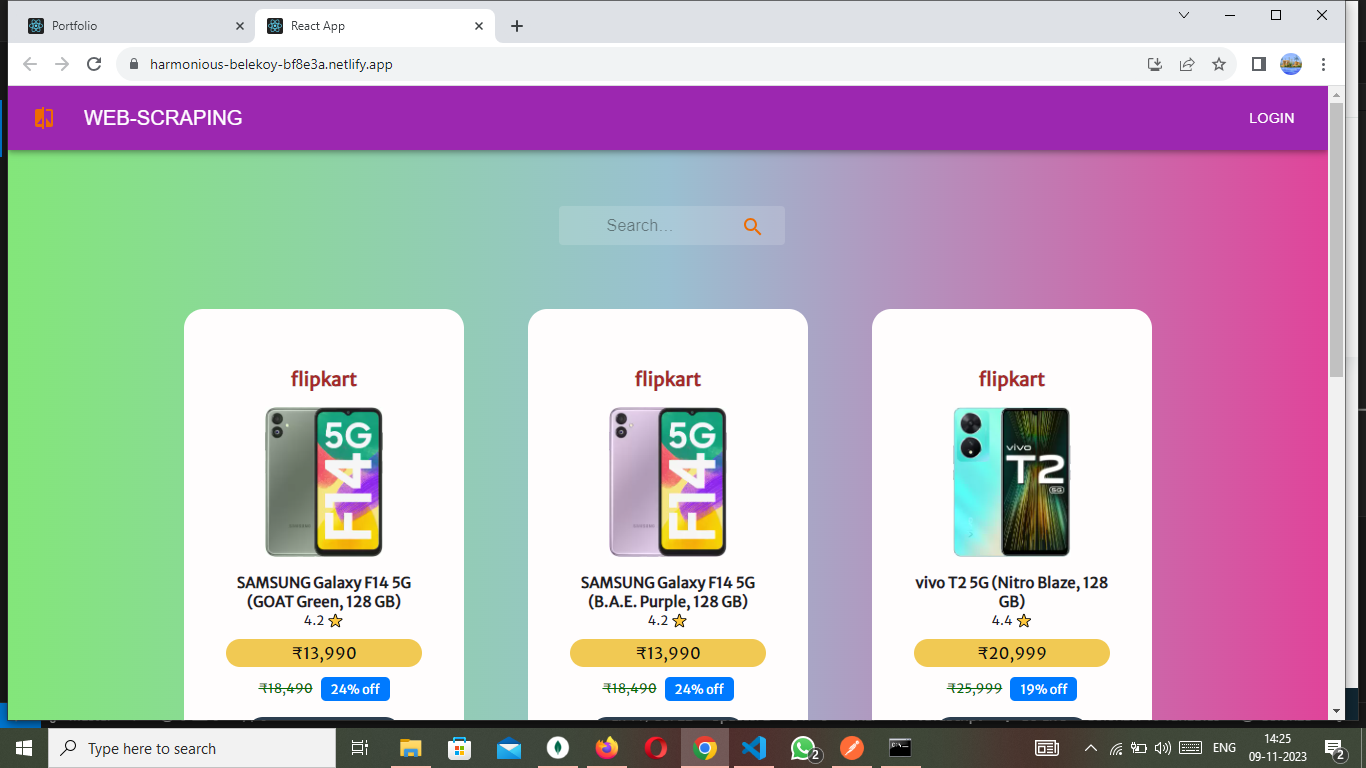 Portfolio
React App
harmonious-belekoy-bf8e3a.netlify.app
WEB-SCRAPING
LOGIN
Search…
flipkart
5G
F14
SAMSUNG
SAMSUNG Galaxy F14 5G
(GOAT Green, 128 GB)
4.2
₹13,990
₹18,490 24% off
flipkart
5G
F14
SAMSUNG
SAMSUNG Galaxy F14 5G
(B.A.E. Purple, 128 GB)
4.2
₹13,990
₹18,490 24% off
flipkart
vivo
T2
5G
vivo T2 5G (Nitro Blaze, 128
GB)
4.4
₹20,999
₹25,999 19% off
Type here to search
2
ENG
14:25
09-11-2023
2